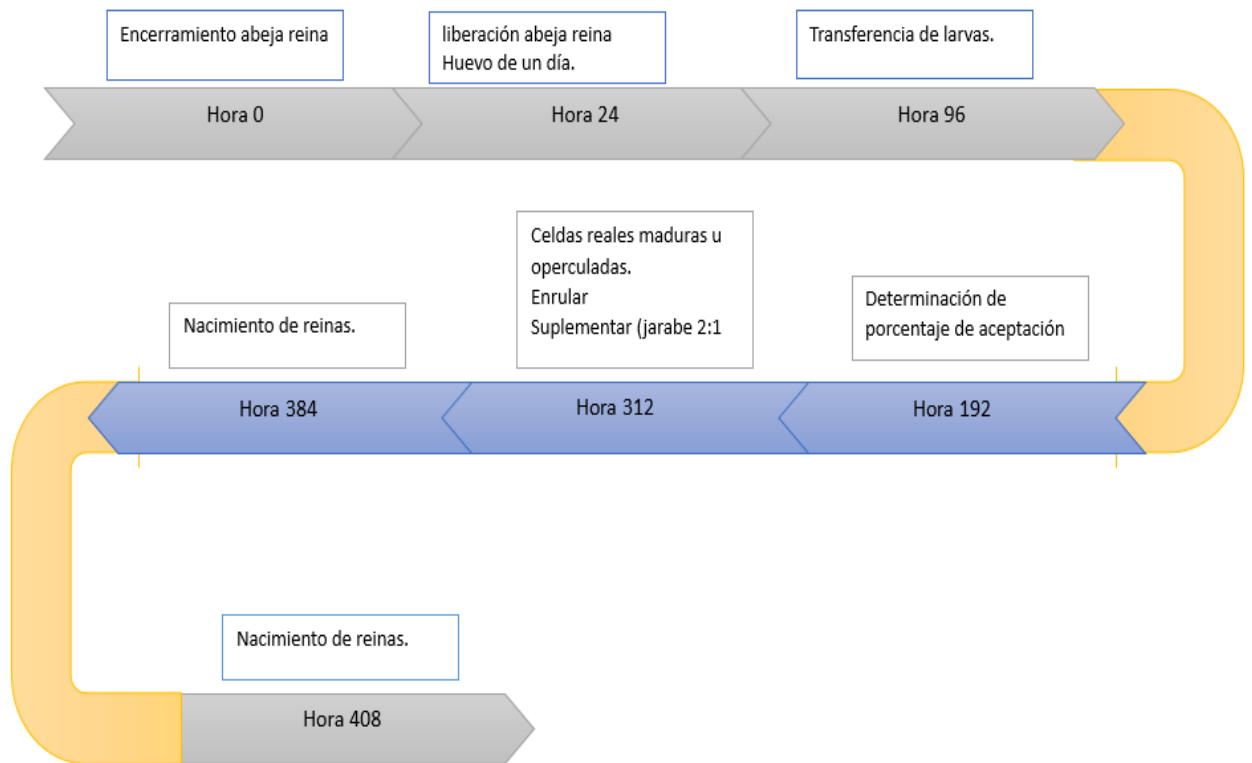 Encerramiento abeja reina
liberación abeja reina
Huevo de un día.
Transferencia de larvas.
Hora 0
Hora 24
Hora 96
Celdas reales maduras u
operculadas.
Enrular
Suplementar (jarabe 2:1
Determinación de
porcentaje de aceptación
Nacimiento de reinas.
Hora 384
Hora 312
Hora 192
Nacimiento de reinas.
Hora 408